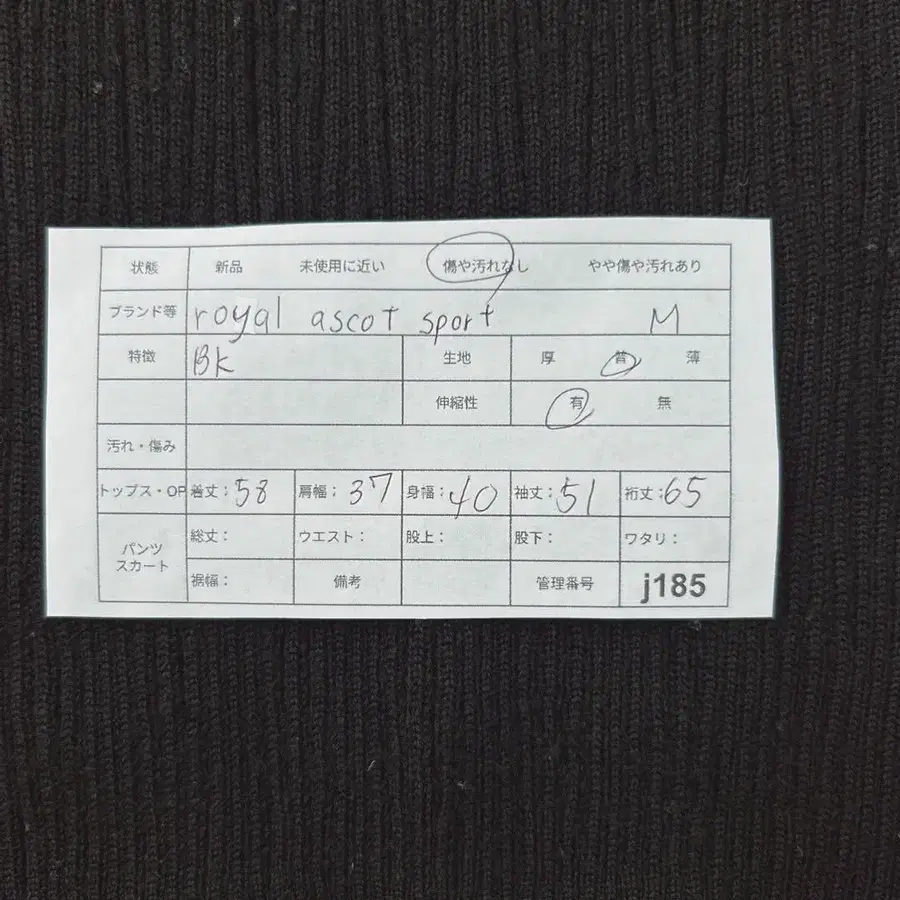 状態 新品 未使用に近い 傷や汚れなし やや傷や汚れあり
ブランド等 royal ascot sport M
特徴 Bk 生地 厚 普 薄
伸縮性 有 無
汚れ・傷み
トップス・OP 着丈：58 肩幅：37 身幅：40 袖丈：51 裄丈：65
パンツ スカート 総丈： ウエスト： 股上： 股下： ワタリ：
裾幅： 備考 管理番号 j185